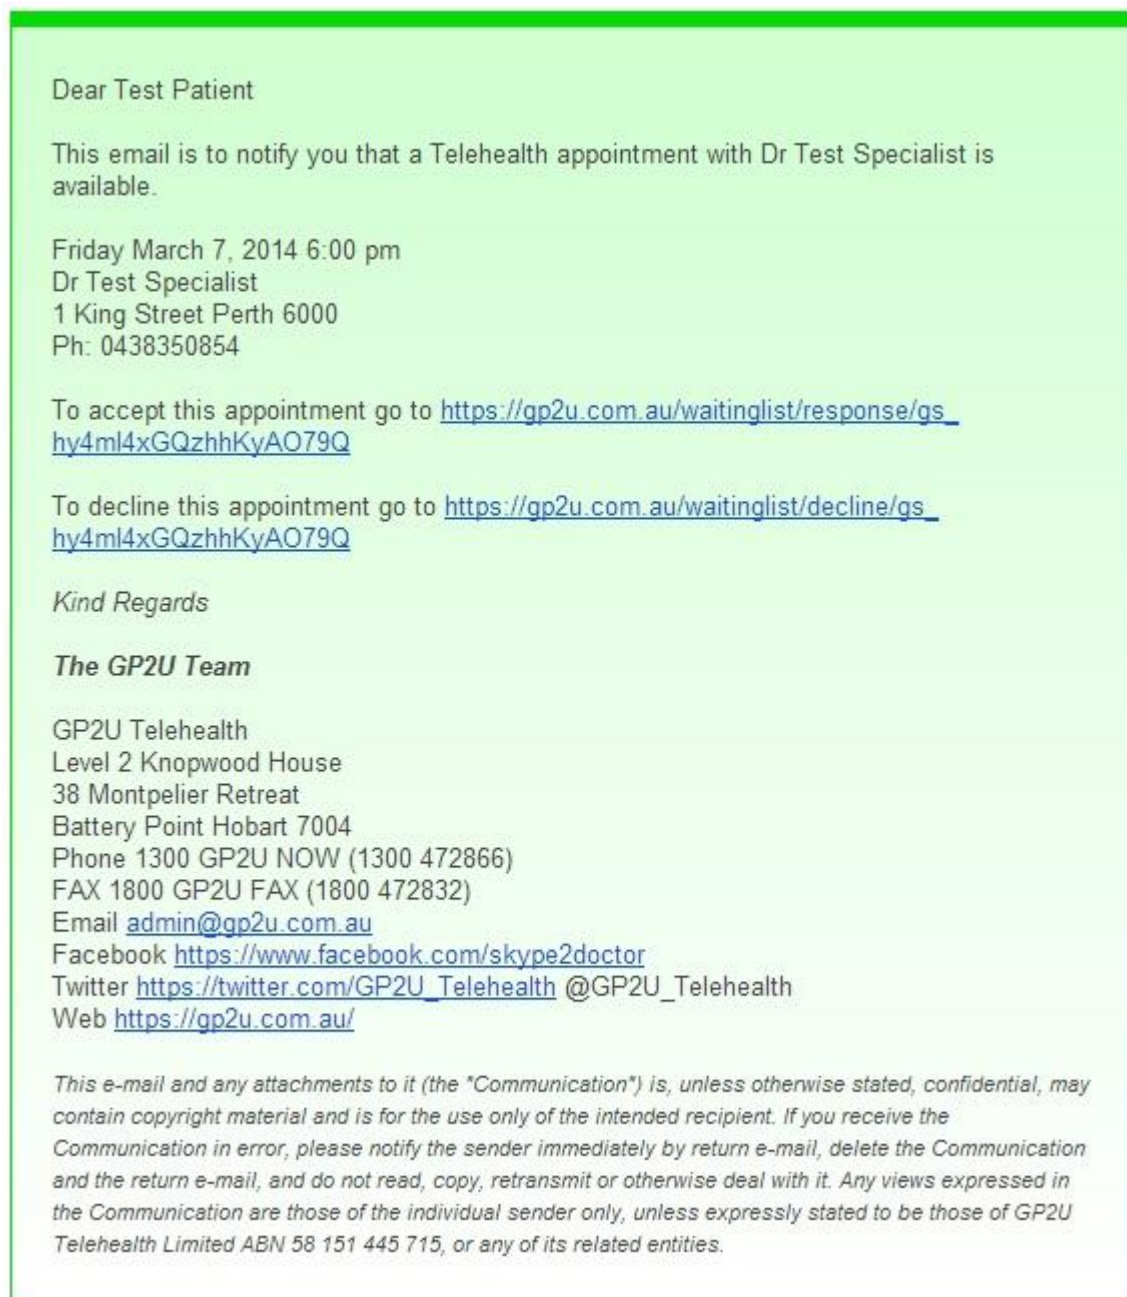 Dear Test Patient
This email is to notify you that a Telehealth appointment with Dr Test Specialist is
available.
Friday March 7, 2014 6:00 pm
Dr Test Specialist
1 King Street Perth 6000
Ph: 0438350854
To accept this appointment go to https://gp2u.com.au/waitinglist/response/gs_
hy4ml4xGQzhhKyAO79Q
To decline this appointment go to https://gp2u.com.au/waitinglist/decline/gs_
hy4ml4xGQzhhKyAO79Q
Kind Regards
The GP2U Team
GP2U Telehealth
Level 2 Knopwood House
38 Montpelier Retreat
Battery Point Hobart 7004
Phone 1300 GP2U NOW (1300 472866)
FAX 1800 GP2U FAX (1800 472832)
Email admin@gp2u.com.au
Facebook https://www.facebook.com/skype2doctor
Twitter https://twitter.com/GP2U_Telehealth @GP2U_Telehealth
Web https://gp2u.com.au/
This e-mail and any attachments to it (the "Communication") is, unless otherwise stated, confidential, may
contain copyright material and is for the use only of the intended recipient. If you receive the
Communication in error, please notify the sender immediately by return e-mail, delete the Communication
and the return e-mail, and do not read, copy, retransmit or otherwise deal with it. Any views expressed in
the Communication are those of the individual sender only, unless expressly stated to be those of GP2U
Telehealth Limited ABN 58 151 445 715, or any of its related entities.